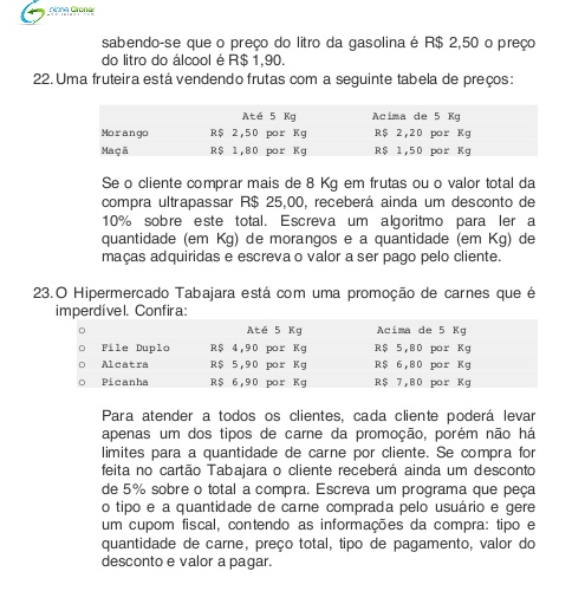 sabendo-se que o preço do litro da gasolina é R$ 2,50 o preço
do litro do álcool é R$ 1,90.
22. Uma fruteira está vendendo frutas com a seguinte tabela de preços:
Até 5 Kg Acima de 5 Kg
Morango R$ 2,50 por Kg R$ 2,20 por Kg
Maçã R$ 1,80 por Kg R$ 1,50 por Kg
Se o cliente comprar mais de 8 Kg em frutas ou o valor total da
compra ultrapassar R$ 25,00, receberá ainda um desconto de
10% sobre este total. Escreva um algoritmo para ler a
quantidade (em Kg) de morangos e a quantidade (em Kg) de
maças adquiridas e escreva o valor a ser pago pelo cliente.
23. O Hipermercado Tabajara está com uma promoção de carnes que é
imperdível. Confira:
o Até 5 Kg Acima de 5 Kg
o File Duplo R$ 4,90 por Kg R$ 5,80 por Kg
o Alcatra R$ 5,90 por Kg R$ 6,80 por Kg
o Picanha R$ 6,90 por Kg R$ 7,80 por Kg
Para atender a todos os clientes, cada cliente poderá levar
apenas um dos tipos de carne da promoção, porém não há
limites para a quantidade de carne por cliente. Se compra for
feita no cartão Tabajara o cliente receberá ainda um desconto
de 5% sobre o total a compra. Escreva um programa que peça
o tipo e a quantidade de carne comprada pelo usuário e gere
um cupom fiscal, contendo as informações da compra: tipo e
quantidade de carne, preço total, tipo de pagamento, valor do
desconto e valor a pagar.